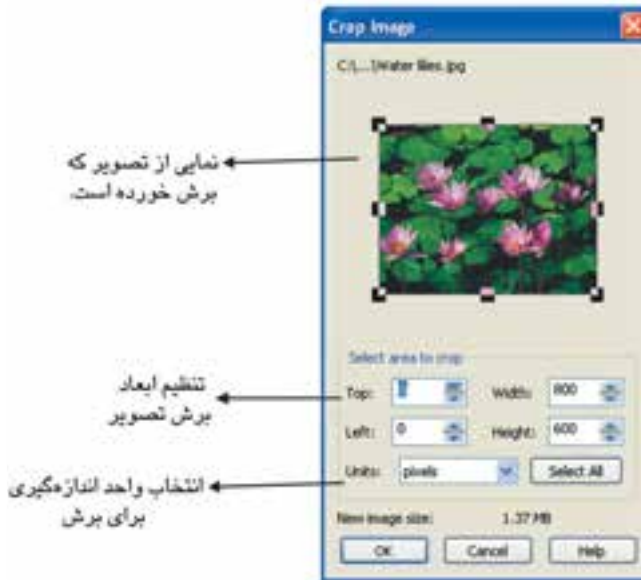 Crop Image
C:\...\Water lilies.jpg
نمایی از تصویر که
برش خورده است.
Select area to crop
تنظیم ابعاد
برش تصویر
Top:
Width: 800
Left: 0
Height: 600
انتخاب واحد اندازه‌گیری
برای برش
Units: pixels
Select All
New image size: 1.37 MB
OK
Cancel
Help